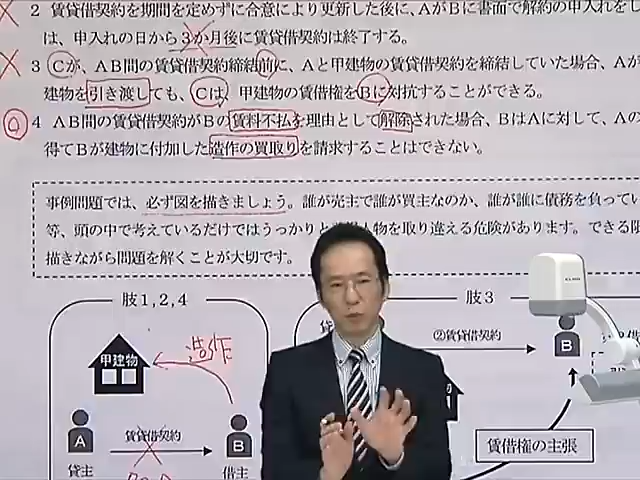 2 賃貸借契約を期間を定めずに合意により更新した後に、AがBに書面で解約の申入れをし
は、申入れの日から3か月後に賃貸借契約は終了する。
3 Cが、AB間の賃貸借契約締結前に、Aと甲建物の賃貸借契約を締結していた場合、Aが
建物を引き渡しても、Cは、甲建物の賃借権をBに対抗することができる。
4 AB間の賃貸借契約がBの賃料不払を理由として解除された場合、BはAに対して、Aの
得てBが建物に付加した造作の買取りを請求することはできない。
事例問題では、必ず図を描きましょう。誰が売主で誰が買主なのか、誰が誰に債務を負ってい
等、頭の中で考えているだけではうっかりと 人物を取り違える危険があります。できる限
描きながら問題を解くことが大切です。
肢1,2,4
肢3
甲建物
造作
②賃貸借契約
B
A
賃貸借契約
B
貸主
借主
賃借権の主張